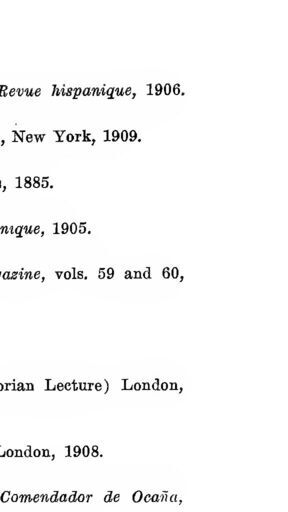 Revue hispanique, 1906.
, New York, 1909.
, 1885.
nique, 1905.
azine, vols. 59 and 60,
orian Lecture) London,
London, 1908.
Comendador de Ocaña,